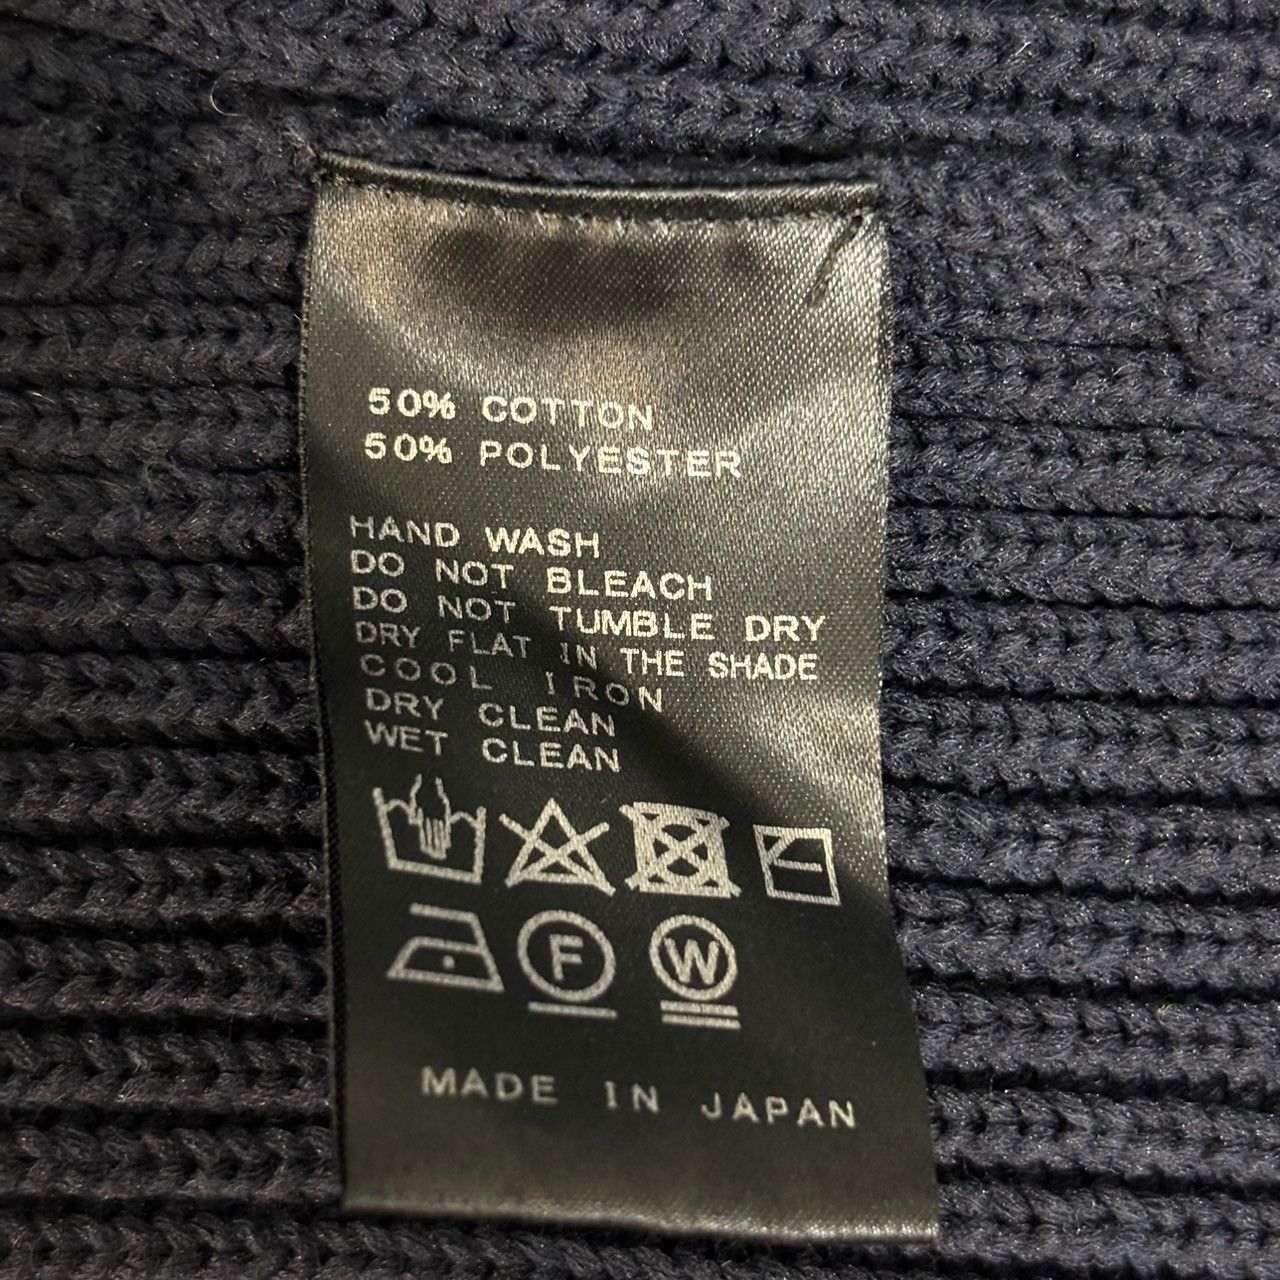 50% COTTON
50% POLYESTER
HAND WASH
DO NOT BLEACH
DO NOT TUMBLE DRY
DRY FLAT IN THE SHADE
COOL IRON
DRY CLEAN
WET CLEAN
F W
MADE IN JAPAN